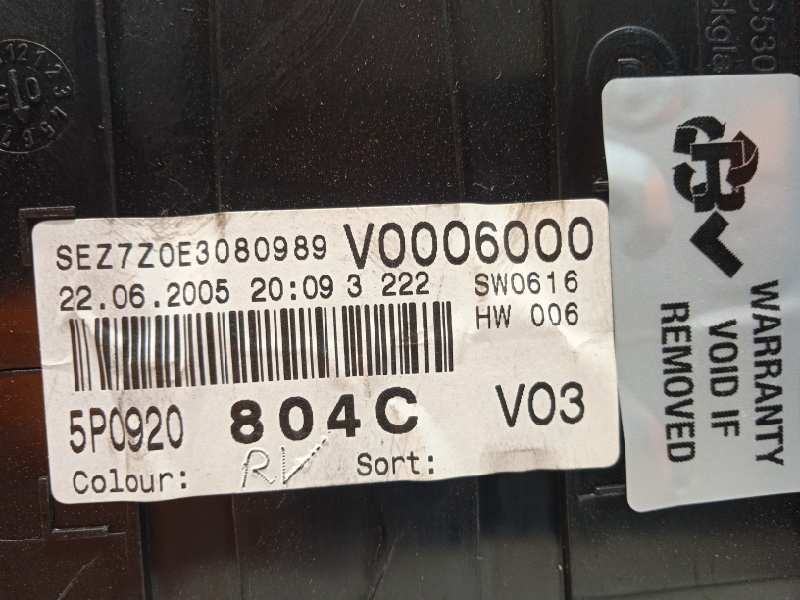 SEZ7Z0E3080989 V0006000
22.06.2005 20:09 3 222 SW0616
HW 006
5P0920 804C V03
Colour: RV Sort:
WARRANTY
VOID IF
REMOVED